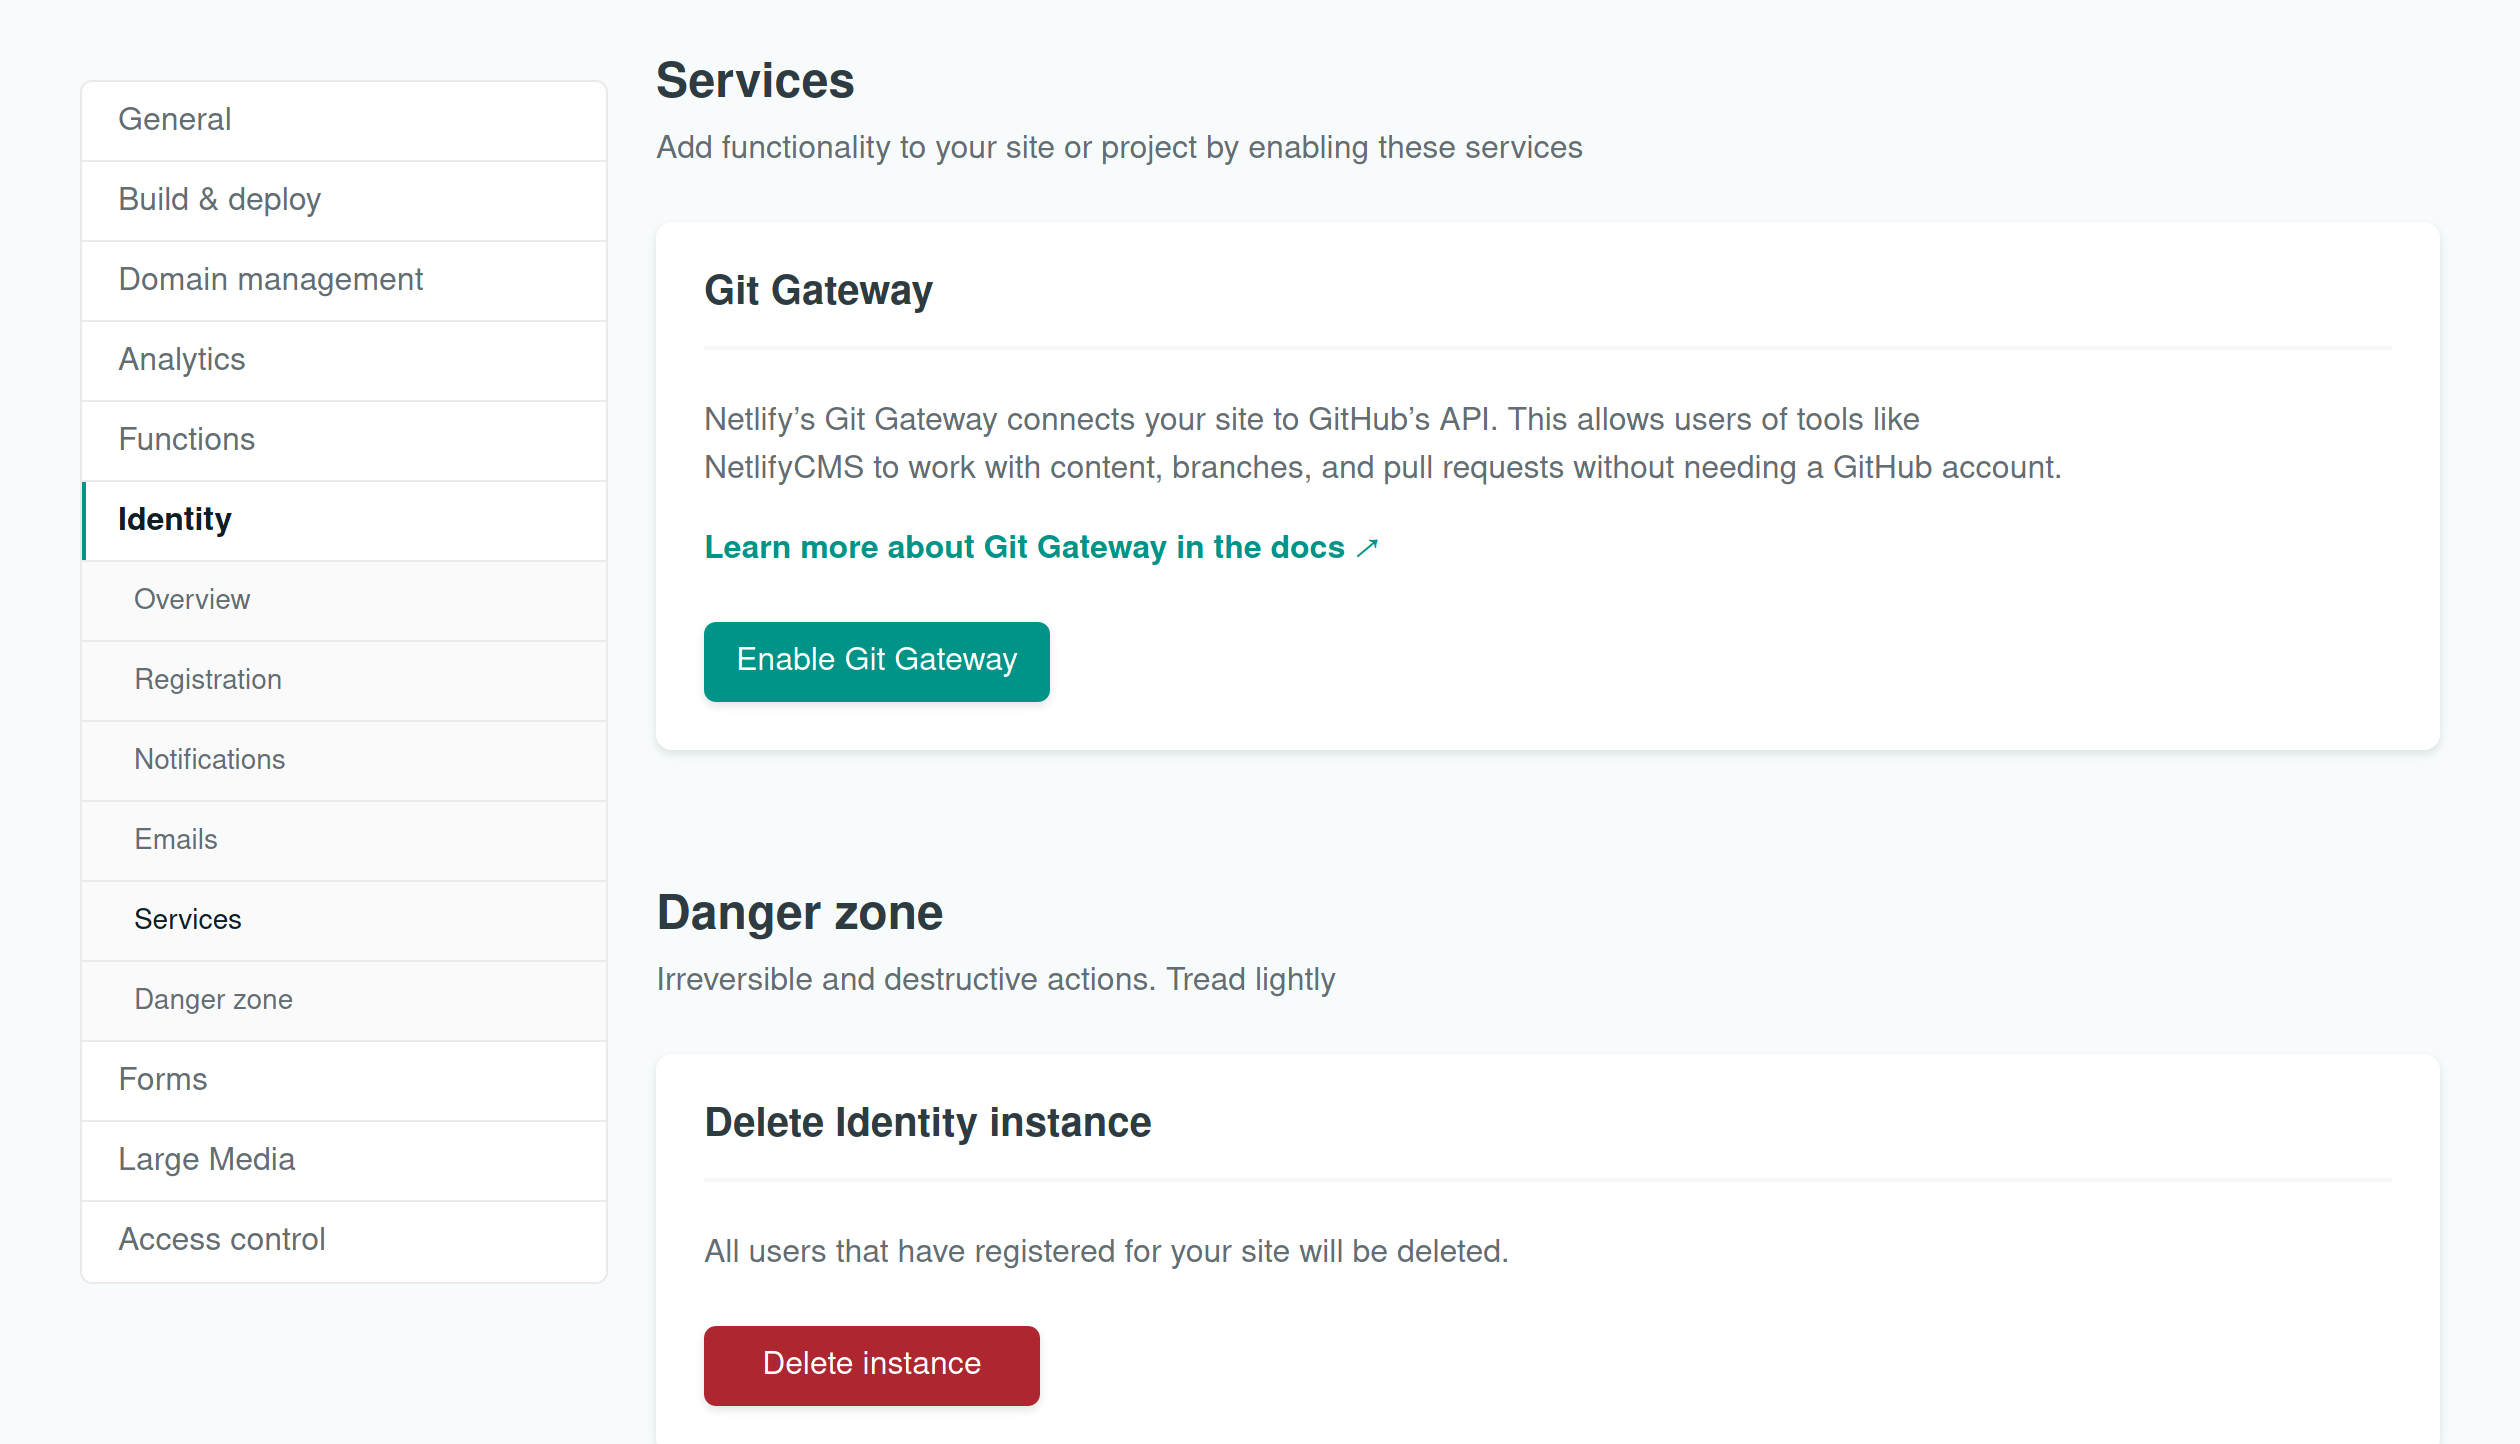 General
Build & deploy
Domain management
Analytics
Functions
Identity
Overview
Registration
Notifications
Emails
Services
Danger zone
Forms
Large Media
Access control
Services
Add functionality to your site or project by enabling these services
Git Gateway
Netlify’s Git Gateway connects your site to GitHub’s API. This allows users of tools like
NetlifyCMS to work with content, branches, and pull requests without needing a GitHub account.
Learn more about Git Gateway in the docs ↗
Enable Git Gateway
Danger zone
Irreversible and destructive actions. Tread lightly
Delete Identity instance
All users that have registered for your site will be deleted.
Delete instance